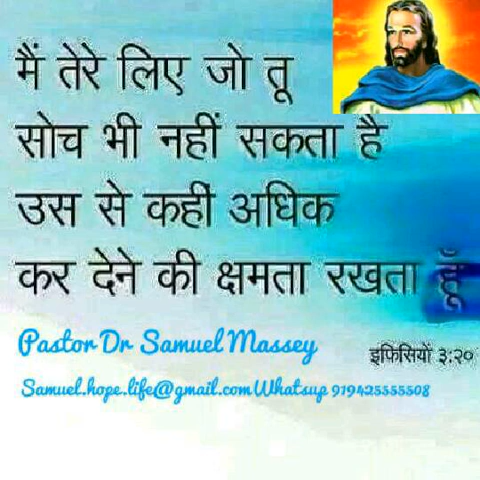 मैं तेरे लिए जो तू
सोच भी नहीं सकता है
उस से कहीं अधिक
कर देने की क्षमता रखता हूँ
Pastor Dr Samuel Massey
इफिसियों ३:२०
Samuel.hope.life@gmail.com Whatsup 919425555508